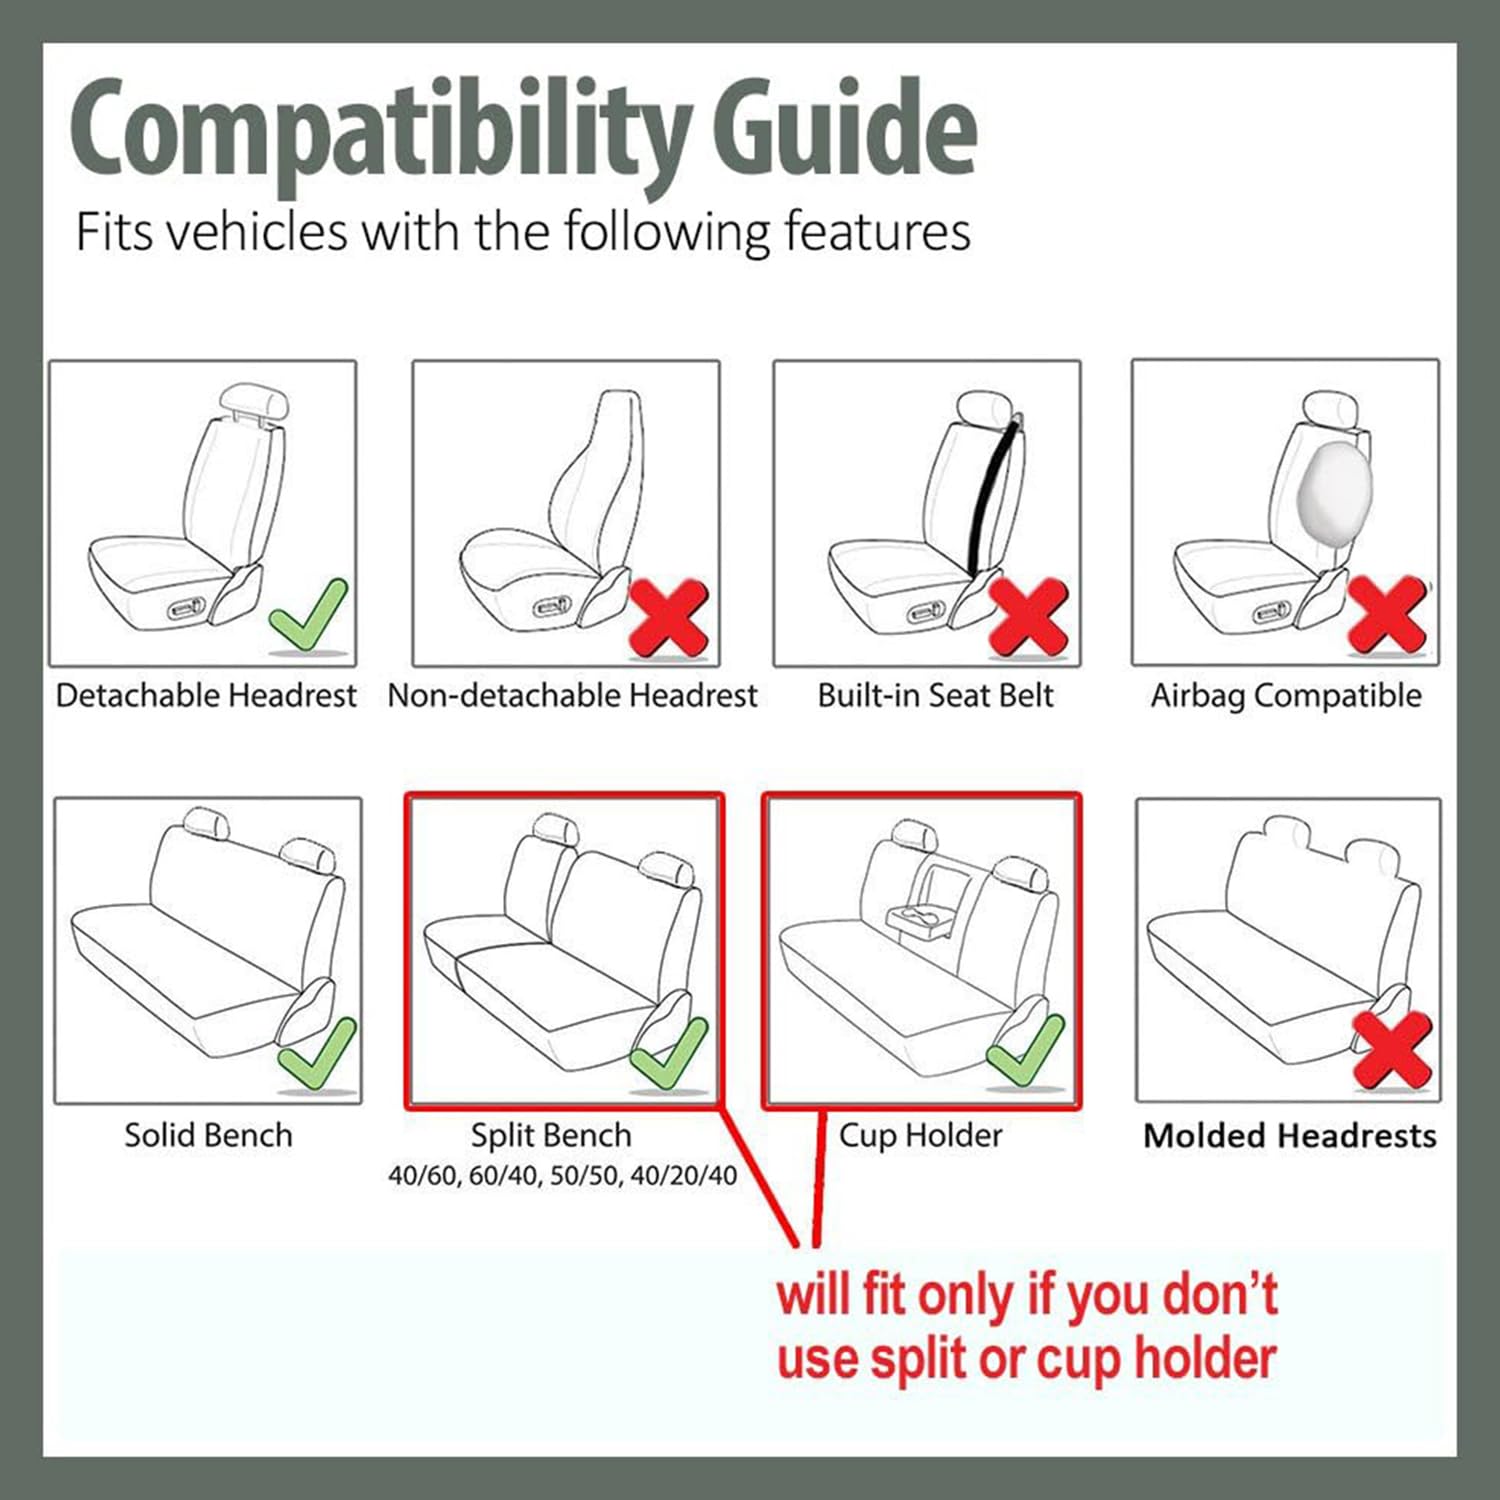 Compatibility Guide
Fits vehicles with the following features
Detachable Headrest
Non-detachable Headrest
Built-in Seat Belt
Airbag Compatible
Solid Bench
Split Bench
40/60, 60/40, 50/50, 40/20/40
Cup Holder
Molded Headrests
will fit only if you don't
use split or cup holder